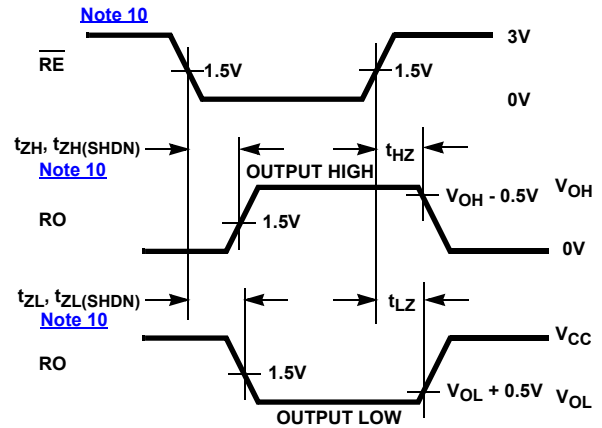 Note 10
RE
1.5V
1.5V
3V
0V
tZH, tZH(SHDN)
Note 10
OUTPUT HIGH
tHZ
RO
1.5V
VOH - 0.5V
VOH
0V
tZL, tZL(SHDN)
Note 10
tLZ
RO
1.5V
VCC
VOL + 0.5V
VOL
OUTPUT LOW